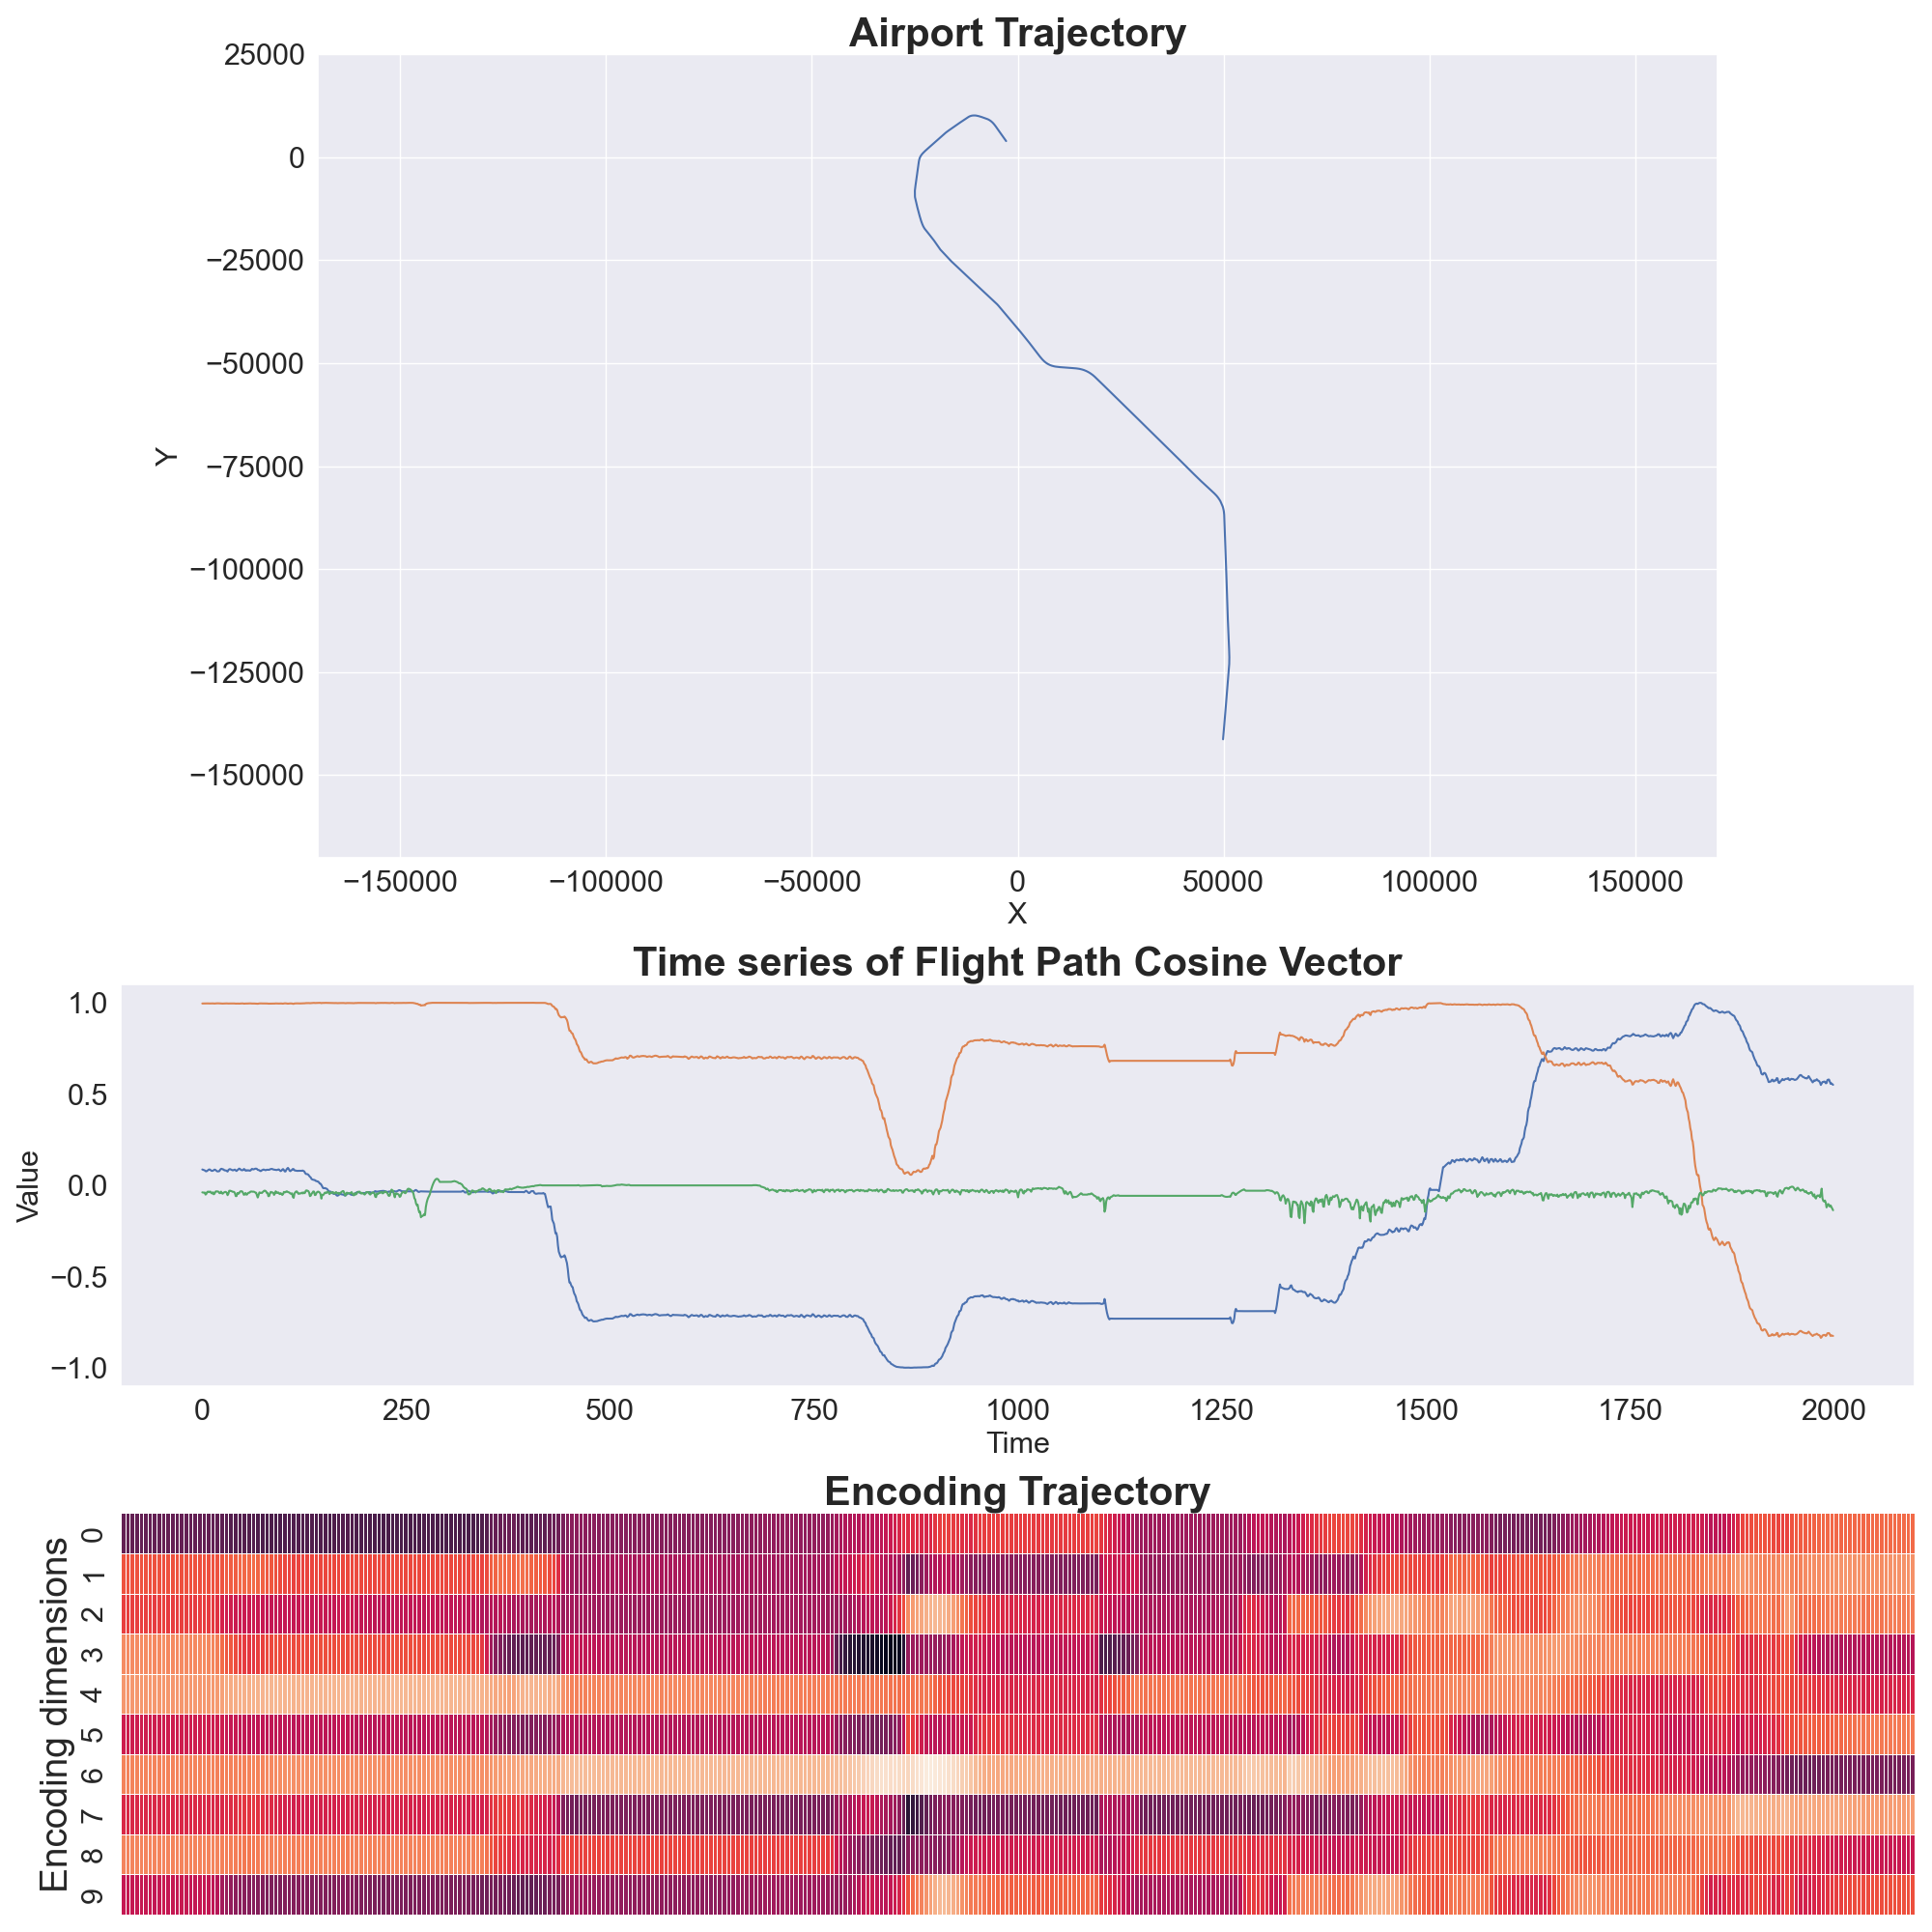 Airport Trajectory
25000
0
−25000
−50000
−75000
−100000
−125000
−150000
Y
−150000 −100000 −50000 0 50000 100000 150000
X
Time series of Flight Path Cosine Vector
1.0
0.5
0.0
−0.5
−1.0
Value
0 250 500 750 1000 1250 1500 1750 2000
Time
Encoding Trajectory
Encoding dimensions
0
1
2
3
4
5
6
7
8
9